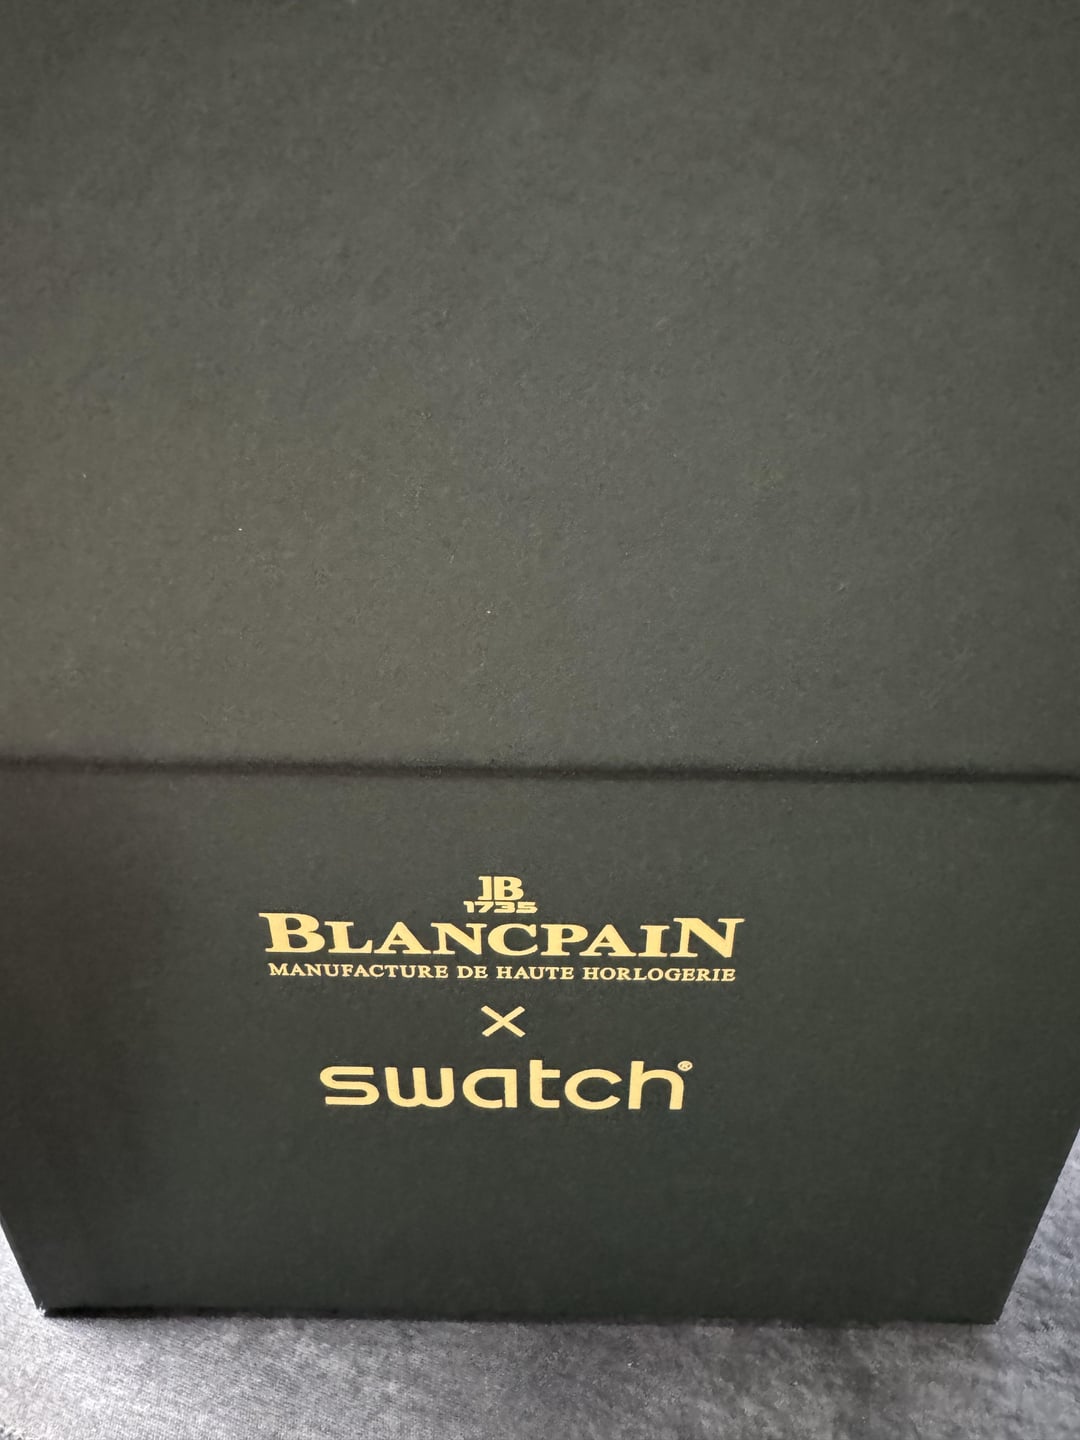 JB
1735
BLANCPAIN
MANUFACTURE DE HAUTE HORLOGERIE
×
swatch®